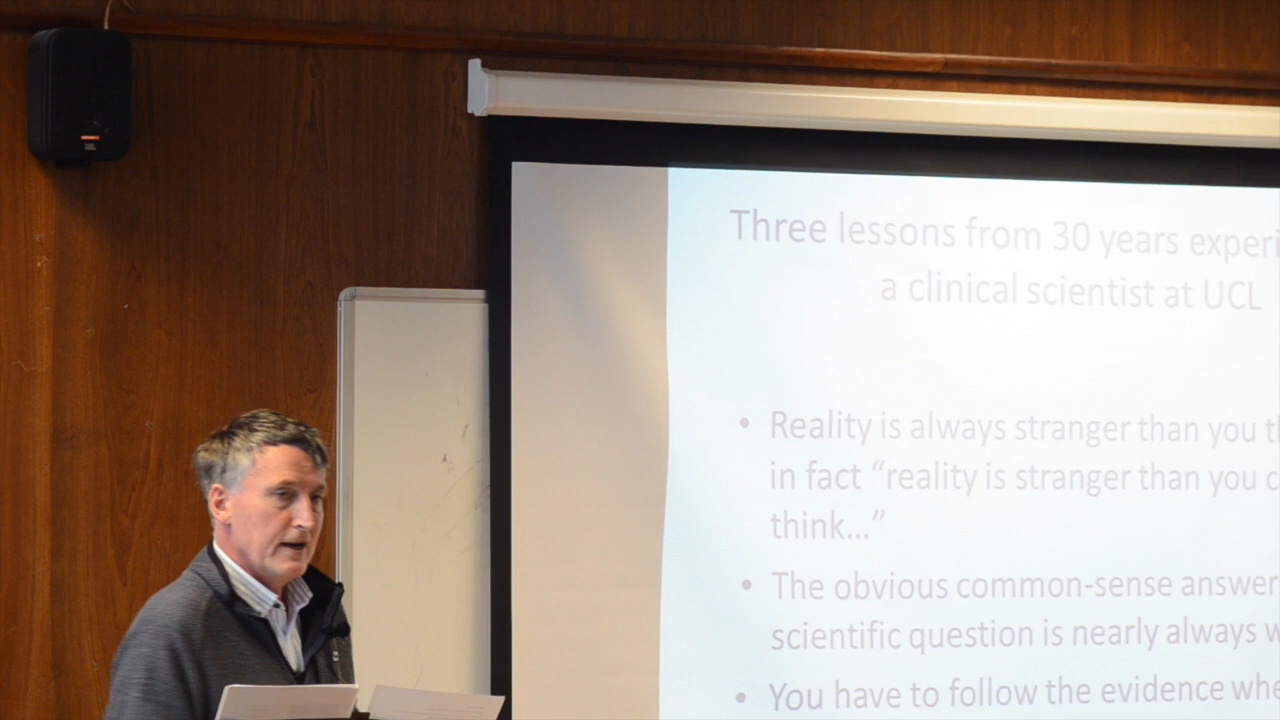 Three lessons from 30 years experi
a clinical scientist at UCL
• Reality is always stranger than you t
in fact “reality is stranger than you c
think...”
• The obvious common-sense answer
scientific question is nearly always w
• You have to follow the evidence whe